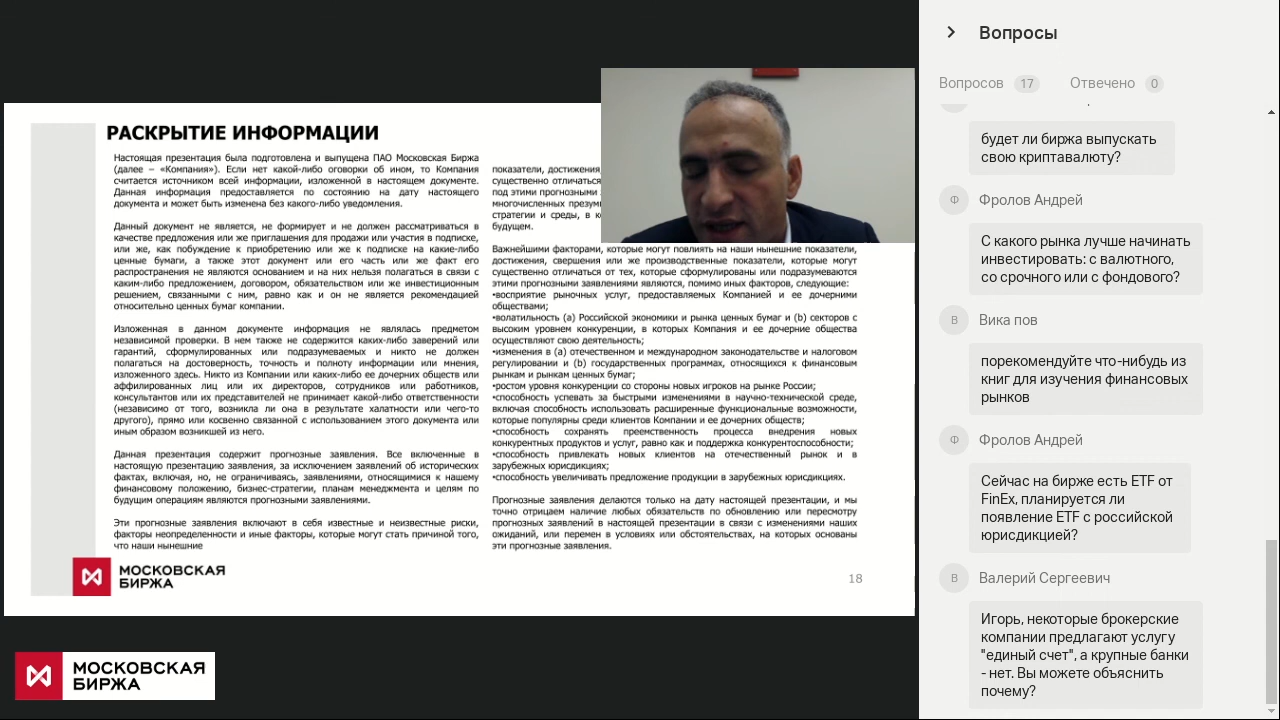 РАСКРЫТИЕ ИНФОРМАЦИИ
Настоящая презентация была подготовлена и выпущена ПАО Московская Биржа
(далее – «Компания»). Если нет какой-либо оговорки об ином, то Компания
считается источником всей информации, изложенной в настоящем документе.
Данная информация предоставляется по состоянию на дату настоящего
документа и может быть изменена без какого-либо уведомления.
Данный документ не является, не формирует и не должен рассматриваться в
качестве предложения или же приглашения для продажи или участия в подписке,
или же, как побуждение к приобретению или же к подписке на какие-либо
ценные бумаги, а также этот документ или его часть или же факт его
распространения не являются основанием и на них нельзя полагаться в связи с
каким-либо предложением, договором, обязательством или же инвестиционным
решением, связанными с ним, равно как и он не является рекомендацией
относительно ценных бумаг компании.
Изложенная в данном документе информация не являлась предметом
независимой проверки. В нем также не содержится каких-либо заверений или
гарантий, сформулированных или подразумеваемых и никто не должен
полагаться на достоверность, точность и полноту информации или мнения,
изложенного здесь. Никто из Компании или каких-либо ее дочерних обществ или
аффилированных лиц или их директоров, сотрудников или работников,
консультантов или их представителей не принимает какой-либо ответственности
(независимо от того, возникла ли она в результате халатности или чего-то
другого), прямо или косвенно связанной с использованием этого документа или
иным образом возникшей из него.
Данная презентация содержит прогнозные заявления. Все включенные в
настоящую презентацию заявления, за исключением заявлений об исторических
фактах, включая, но, не ограничиваясь, заявлениями, относящимися к нашему
финансовому положению, бизнес-стратегии, планам менеджмента и целям по
будущим операциям являются прогнозными заявлениями.
Эти прогнозные заявления включают в себя известные и неизвестные риски,
факторы неопределенности и иные факторы, которые могут стать причиной того,
что наши нынешние
показатели, достижения,
существенно отличаться
под этими прогнозными
многочисленных презумп
стратегии и среды, в к
будущем.
Важнейшими факторами, которые могут повлиять на наши нынешние показатели,
достижения, свершения или же производственные показатели, которые могут
существенно отличаться от тех, которые сформулированы или подразумеваются
этими прогнозными заявлениями являются, помимо иных факторов, следующие:
•восприятие рыночных услуг, предоставляемых Компанией и ее дочерними
обществами;
•волатильность (a) Российской экономики и рынка ценных бумаг и (b) секторов с
высоким уровнем конкуренции, в которых Компания и ее дочерние общества
осуществляют свою деятельность;
•изменения в (a) отечественном и международном законодательстве и налоговом
регулировании и (b) государственных программах, относящихся к финансовым
рынкам и рынкам ценных бумаг;
•ростом уровня конкуренции со стороны новых игроков на рынке России;
•способность успевать за быстрыми изменениями в научно-технической среде,
включая способность использовать расширенные функциональные возможности,
которые популярны среди клиентов Компании и ее дочерних обществ;
•способность сохранять преемственность процесса внедрения новых
конкурентных продуктов и услуг, равно как и поддержка конкурентоспособности;
•способность привлекать новых клиентов на отечественный рынок и в
зарубежных юрисдикциях;
•способность увеличивать предложение продукции в зарубежных юрисдикциях.
Прогнозные заявления делаются только на дату настоящей презентации, и мы
точно отрицаем наличие любых обязательств по обновлению или пересмотру
прогнозных заявлений в настоящей презентации в связи с изменениями наших
ожиданий, или перемен в условиях или обстоятельствах, на которых основаны
эти прогнозные заявления.
МОСКОВСКАЯ
БИРЖА
18
МОСКОВСКАЯ
БИРЖА
Вопросы
Вопросов 17 Отвечено 0
будет ли биржа выпускать
свою криптавалюту?
Ф Фролов Андрей
С какого рынка лучше начинать
инвестировать: с валютного,
со срочного или с фондового?
В Вика пов
порекомендуйте что-нибудь из
книг для изучения финансовых
рынков
Ф Фролов Андрей
Сейчас на бирже есть ETF от
FinEx, планируется ли
появление ETF с российской
юрисдикцией?
В Валерий Сергеевич
Игорь, некоторые брокерские
компании предлагают услугу
"единый счет", а крупные банки
- нет. Вы можете объяснить
почему?